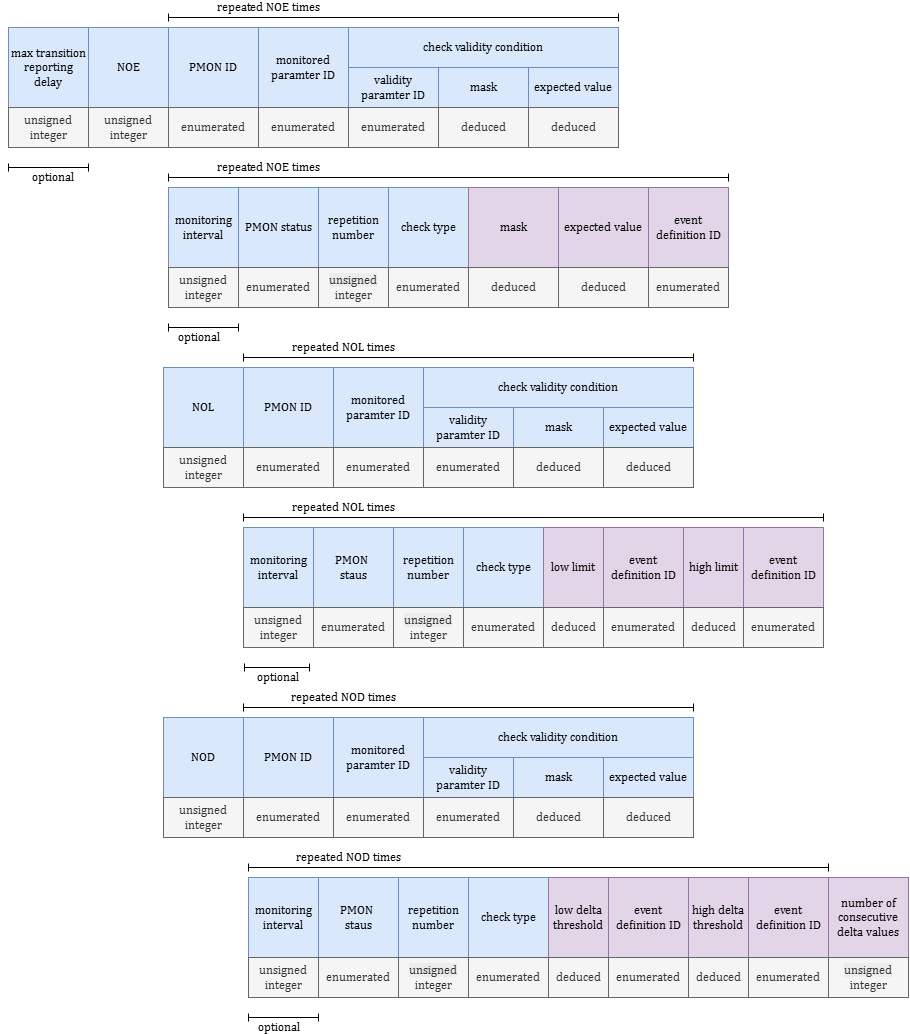 repeated NOE times
max transition
reporting
delay
NOE
PMON ID
monitored
paramter ID
check validity condition
validity
paramter ID
mask
expected value
unsigned
integer
unsigned
integer
enumerated
enumerated
enumerated
deduced
deduced
optional
repeated NOE times
monitoring
interval
PMON status
repetition
number
check type
mask
expected value
event
definition ID
unsigned
integer
enumerated
unsigned
integer
enumerated
deduced
deduced
enumerated
optional
repeated NOL times
NOL
PMON ID
monitored
paramter ID
check validity condition
validity
paramter ID
mask
expected value
unsigned
integer
enumerated
enumerated
enumerated
deduced
deduced
repeated NOL times
monitoring
interval
PMON
staus
repetition
number
check type
low limit
event
definition ID
high limit
event
definition ID
unsigned
integer
enumerated
unsigned
integer
enumerated
deduced
enumerated
deduced
enumerated
optional
repeated NOD times
NOD
PMON ID
monitored
paramter ID
check validity condition
validity
paramter ID
mask
expected value
unsigned
integer
enumerated
enumerated
enumerated
deduced
deduced
repeated NOD times
monitoring
interval
PMON
staus
repetition
number
check type
low delta
threshold
event
definition ID
high delta
threshold
event
definition ID
number of
consecutive
delta values
unsigned
integer
enumerated
unsigned
integer
enumerated
deduced
enumerated
deduced
enumerated
unsigned
integer
optional